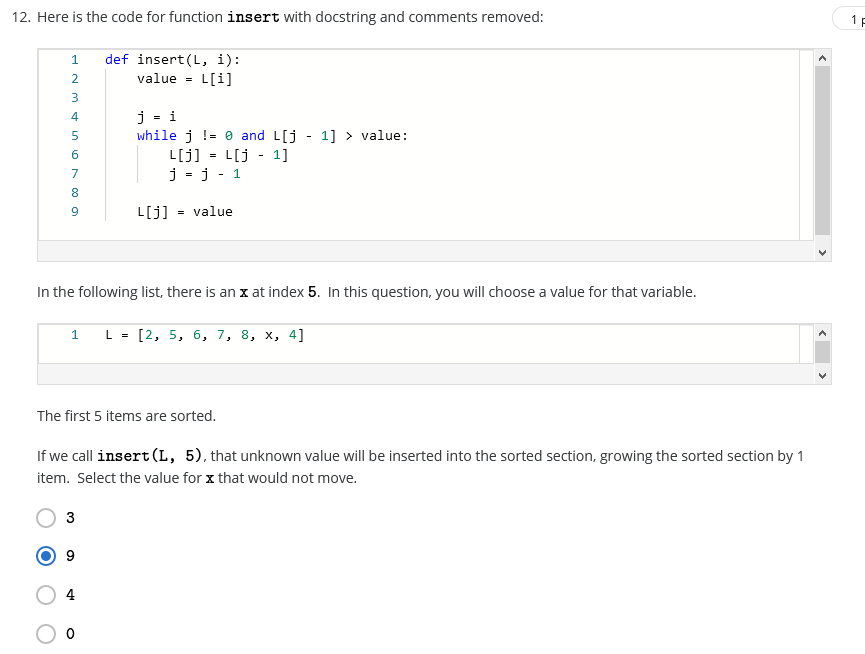 12. Here is the code for function insert with docstring and comments removed:
1 p
1 def insert(L, i):
2     value = L[i]
3
4     j = i
5     while j != 0 and L[j - 1] > value:
6         L[j] = L[j - 1]
7         j = j - 1
8
9     L[j] = value
In the following list, there is an x at index 5. In this question, you will choose a value for that variable.
1 L = [2, 5, 6, 7, 8, x, 4]
The first 5 items are sorted.
If we call insert(L, 5), that unknown value will be inserted into the sorted section, growing the sorted section by 1
item. Select the value for x that would not move.
3
9
4
0